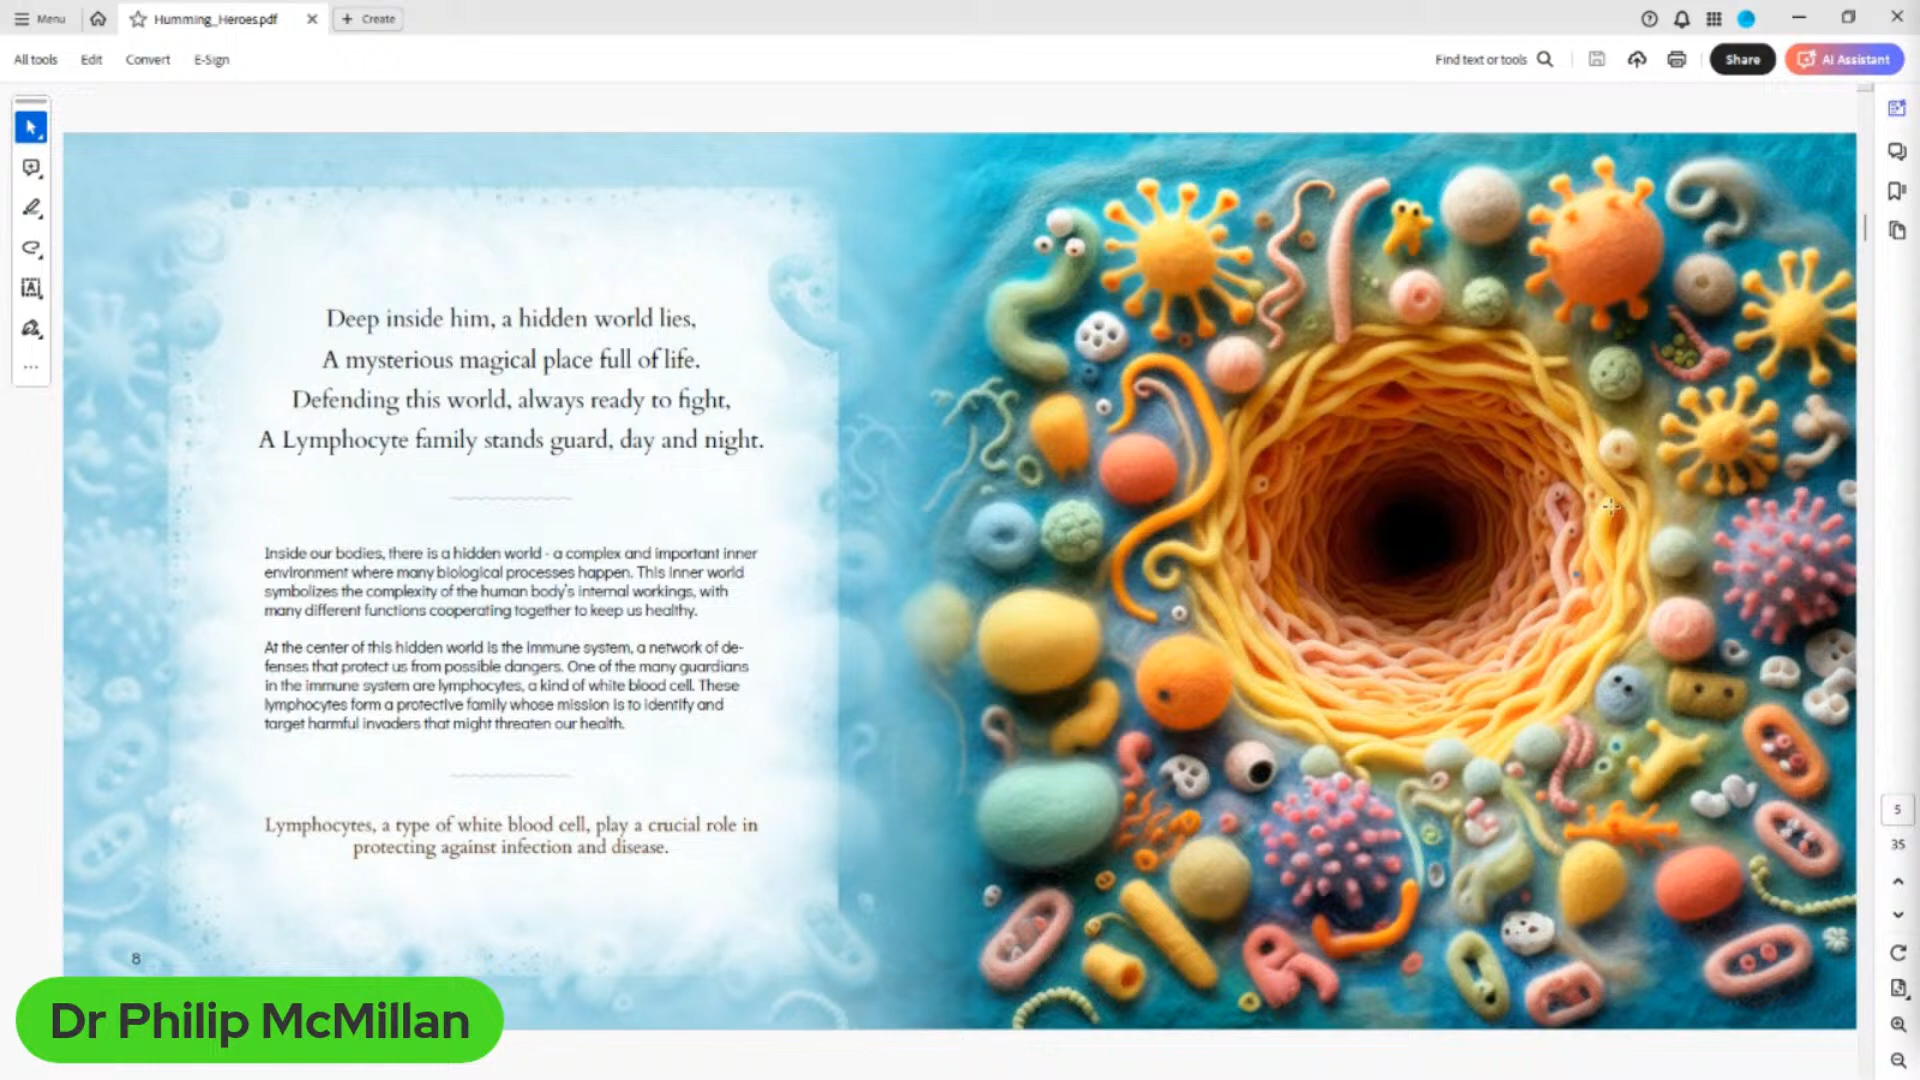 Menu
Humming_Heroes.pdf
Create
All tools
Edit
Convert
E-Sign
Find text or tools
Share
AI Assistant
Deep inside him, a hidden world lies,
A mysterious magical place full of life.
Defending this world, always ready to fight,
A Lymphocyte family stands guard, day and night.
Inside our bodies, there is a hidden world - a complex and important inner
environment where many biological processes happen. This inner world
symbolizes the complexity of the human body's internal workings, with
many different functions cooperating together to keep us healthy.
At the center of this hidden world is the immune system, a network of de-
fenses that protect us from possible dangers. One of the many guardians
in the immune system are lymphocytes, a kind of white blood cell. These
lymphocytes form a protective family whose mission is to identify and
target harmful invaders that might threaten our health.
Lymphocytes, a type of white blood cell, play a crucial role in
protecting against infection and disease.
8
5
35
Dr Philip McMillan